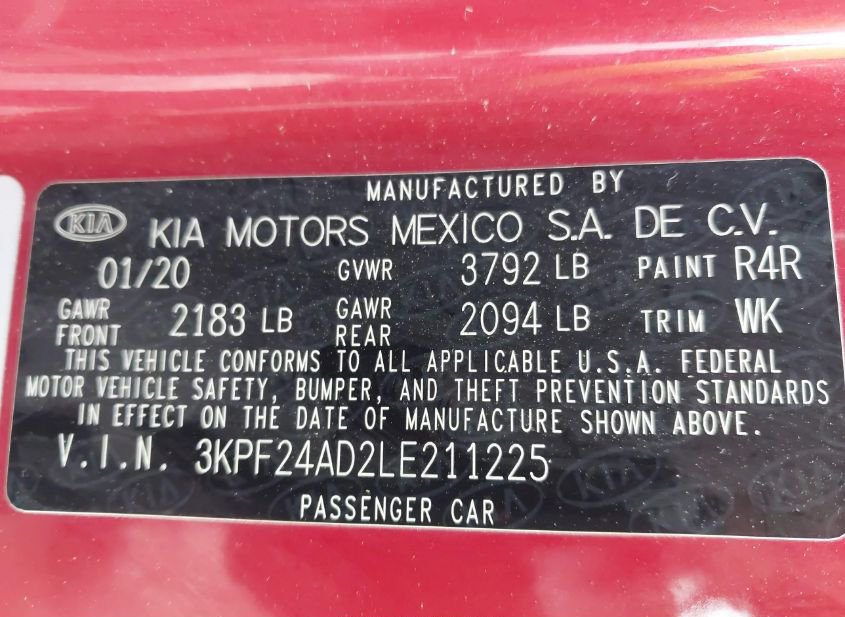 MANUFACTURED BY
KIA KIA MOTORS MEXICO S.A. DE C.V.
01/20 GVWR 3792 LB PAINT R4R
GAWR FRONT 2183 LB GAWR REAR 2094 LB TRIM WK
THIS VEHICLE CONFORMS TO ALL APPLICABLE U.S.A. FEDERAL
MOTOR VEHICLE SAFETY, BUMPER, AND THEFT PREVENTION STANDARDS
IN EFFECT ON THE DATE OF MANUFACTURE SHOWN ABOVE.
V.I.N. 3KPF24AD2LE211225
PASSENGER CAR